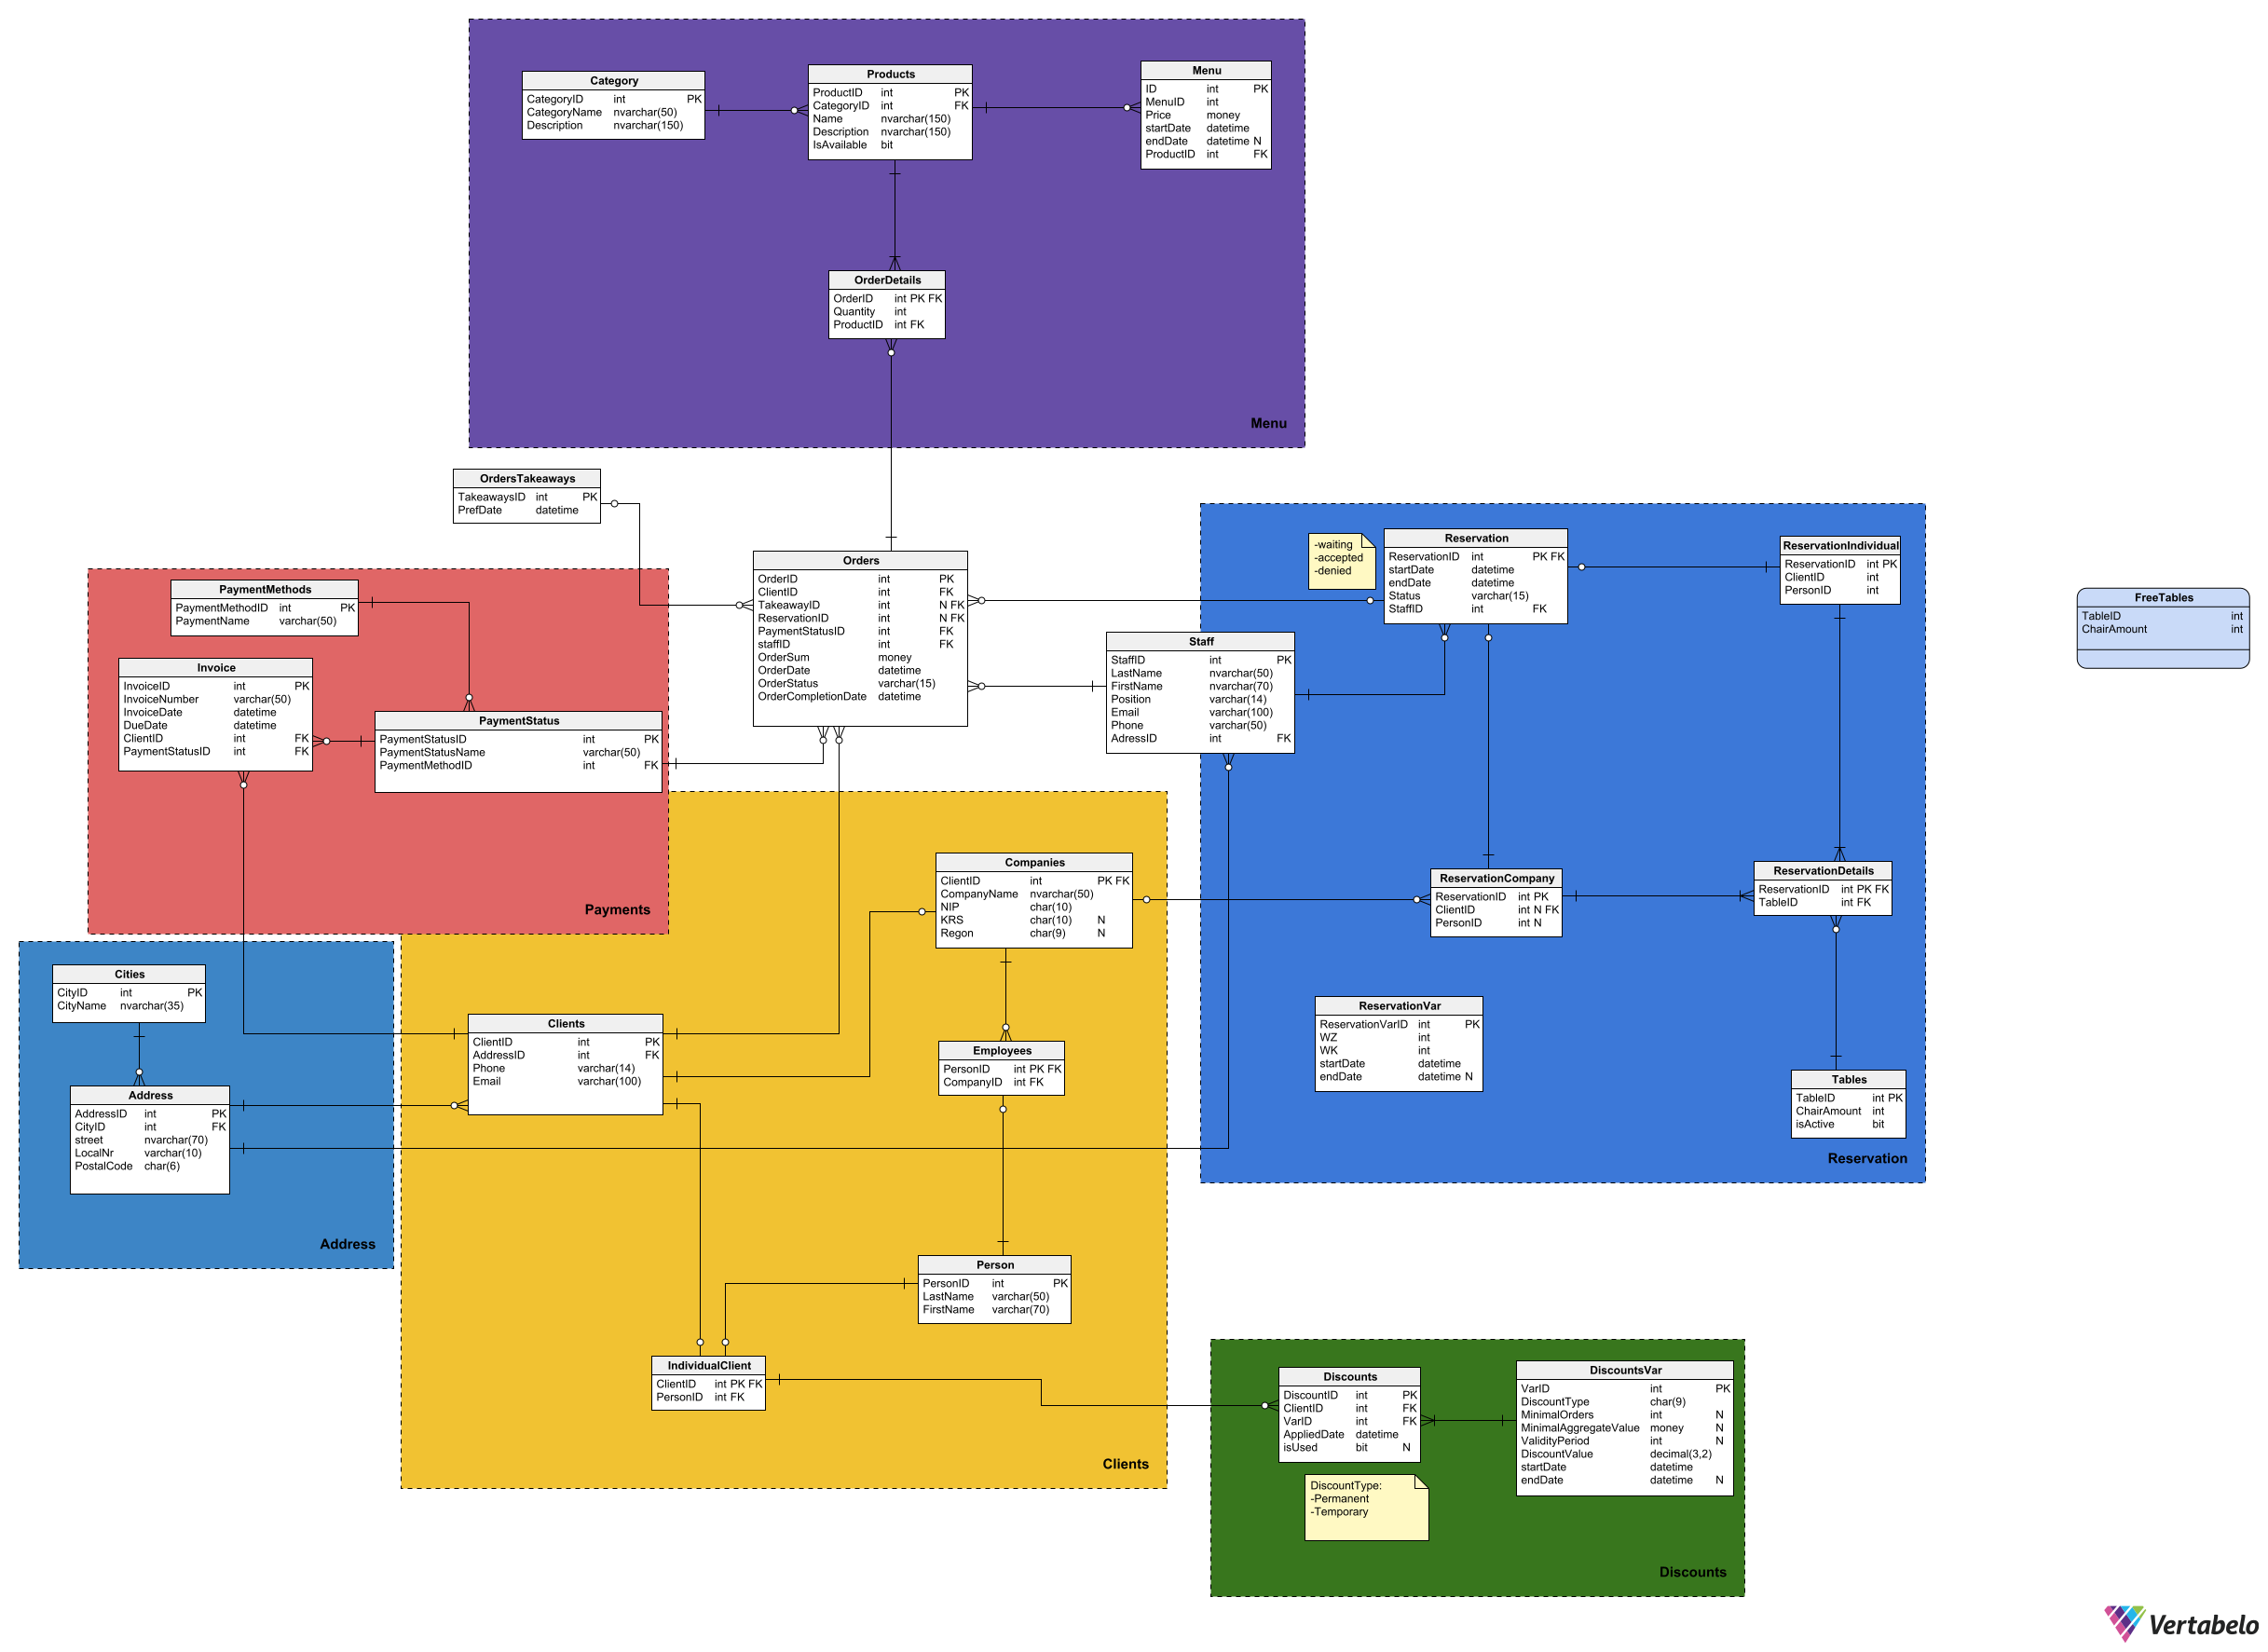 Category
CategoryID int PK
CategoryName nvarchar(50)
Description nvarchar(150)
Products
ProductID int PK
CategoryID int FK
Name nvarchar(150)
Description nvarchar(150)
IsAvailable bit
Menu
ID int PK
MenuID int
Price money
startDate datetime
endDate datetime N
ProductID int FK
OrderDetails
OrderID int PK FK
Quantity int
ProductID int FK
Menu
OrdersTakeaways
TakeawaysID int PK
PrefDate datetime
Orders
OrderID int PK
ClientID int FK
TakeawayID int N FK
ReservationID int N FK
PaymentStatusID int FK
staffID int FK
OrderSum money
OrderDate datetime
OrderStatus varchar(15)
OrderCompletionDate datetime
PaymentMethods
PaymentMethodID int PK
PaymentName varchar(50)
Invoice
InvoiceID int PK
InvoiceNumber varchar(50)
InvoiceDate datetime
DueDate datetime
ClientID int FK
PaymentStatusID int FK
PaymentStatus
PaymentStatusID int PK
PaymentStatusName varchar(50)
PaymentMethodID int FK
Payments
-waiting
-accepted
-denied
Reservation
ReservationID int PK FK
startDate datetime
endDate datetime
Status varchar(15)
StaffID int FK
ReservationIndividual
ReservationID int PK
ClientID int
PersonID int
FreeTables
TableID int
ChairAmount int
Staff
StaffID int PK
LastName nvarchar(50)
FirstName nvarchar(70)
Position varchar(14)
Email varchar(100)
Phone varchar(50)
AdressID int FK
Companies
ClientID int PK FK
CompanyName nvarchar(50)
NIP char(10)
KRS char(10) N
Regon char(9) N
ReservationCompany
ReservationID int PK
ClientID int N FK
PersonID int N
ReservationDetails
ReservationID int PK FK
TableID int FK
ReservationVar
ReservationVarID int PK
WZ int
WK int
startDate datetime
endDate datetime N
Tables
TableID int PK
ChairAmount int
isActive bit
Reservation
Cities
CityID int PK
CityName nvarchar(35)
Address
AddressID int PK
CityID int FK
street nvarchar(70)
LocalNr varchar(10)
PostalCode char(6)
Address
Clients
ClientID int PK
AddressID int FK
Phone varchar(14)
Email varchar(100)
Employees
PersonID int PK FK
CompanyID int FK
Person
PersonID int PK
LastName varchar(50)
FirstName varchar(70)
IndividualClient
ClientID int PK FK
PersonID int FK
Clients
Discounts
DiscountID int PK
ClientID int FK
VarID int FK
AppliedDate datetime
isUsed bit N
DiscountsVar
VarID int PK
DiscountType char(9)
MinimalOrders int N
MinimalAggregateValue money N
ValidityPeriod int N
DiscountValue decimal(3,2)
startDate datetime
endDate datetime N
DiscountType:
-Permanent
-Temporary
Discounts
Vertabelo